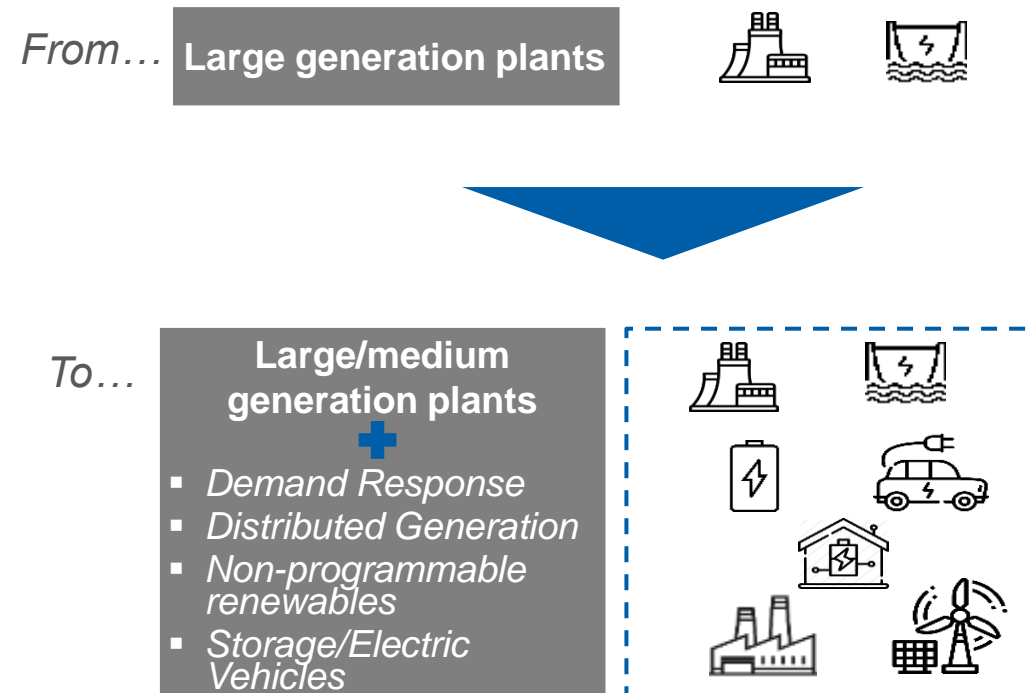 From…
Large generation plants
To…
Large/medium
generation plants
▪ Demand Response
▪ Distributed Generation
▪ Non-programmable
renewables
▪ Storage/Electric
Vehicles